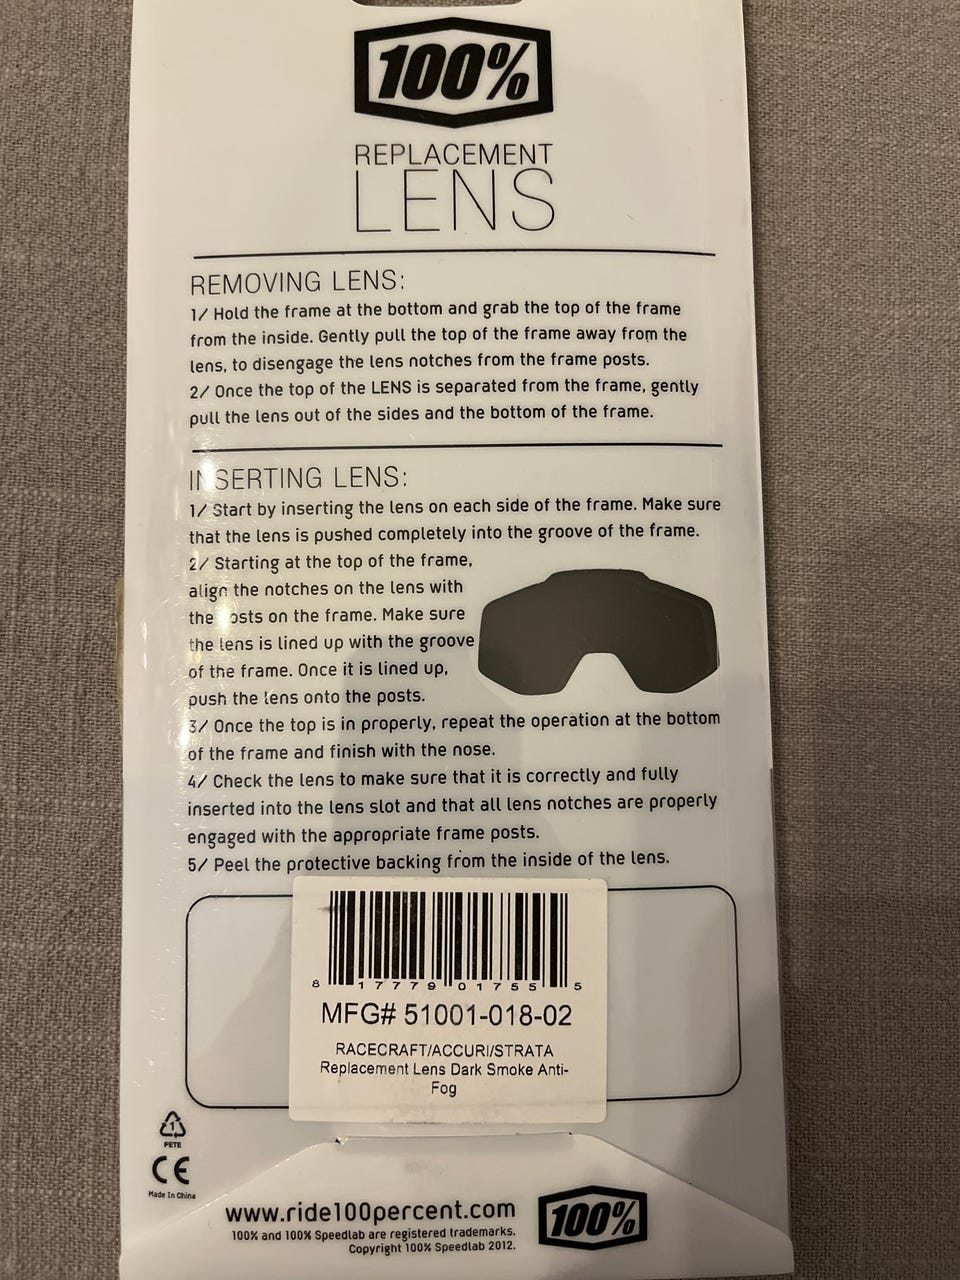 100%
REPLACEMENT
LENS
REMOVING LENS:
1/ Hold the frame at the bottom and grab the top of the frame
from the inside. Gently pull the top of the frame away from the
lens, to disengage the lens notches from the frame posts.
2/ Once the top of the LENS is separated from the frame, gently
pull the lens out of the sides and the bottom of the frame.
INSERTING LENS:
1/ Start by inserting the lens on each side of the frame. Make sure
that the lens is pushed completely into the groove of the frame.
2/ Starting at the top of the frame,
align the notches on the lens with
the posts on the frame. Make sure
the lens is lined up with the groove
of the frame. Once it is lined up,
push the lens onto the posts.
3/ Once the top is in properly, repeat the operation at the bottom
of the frame and finish with the nose.
4/ Check the lens to make sure that it is correctly and fully
inserted into the lens slot and that all lens notches are properly
engaged with the appropriate frame posts.
5/ Peel the protective backing from the inside of the lens.
8 17779 01755 5
MFG# 51001-018-02
RACECRAFT/ACCURI/STRATA
Replacement Lens Dark Smoke Anti-
Fog
1
PETE
CE
Made In China
www.ride100percent.com
100% and 100% Speedlab are registered trademarks.
Copyright 100% Speedlab 2012.
100%